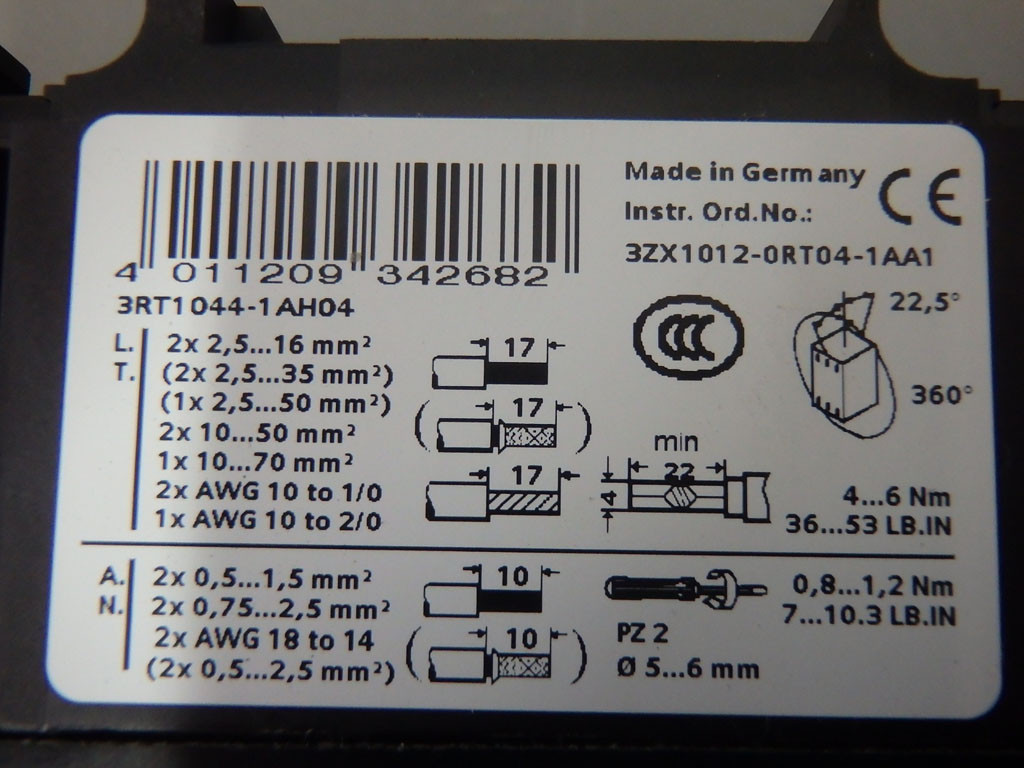 Made in Germany
CE
Instr. Ord.No.:
3ZX1012-0RT04-1AA1
4 011209 342682
3RT1044-1AH04
CCC
22,5°
360°
L.
T.
2x 2,5...16 mm²
(2x 2,5...35 mm²)
(1x 2,5...50 mm²)
2x 10...50 mm²
1x 10...70 mm²
2x AWG 10 to 1/0
1x AWG 10 to 2/0
17
( 17 )
17
min
22
4
4...6 Nm
36...53 LB.IN
A.
N.
2x 0,5...1,5 mm²
2x 0,75...2,5 mm²
2x AWG 18 to 14
(2x 0,5...2,5 mm²)
10
( 10 )
PZ 2
Ø 5...6 mm
0,8...1,2 Nm
7...10.3 LB.IN